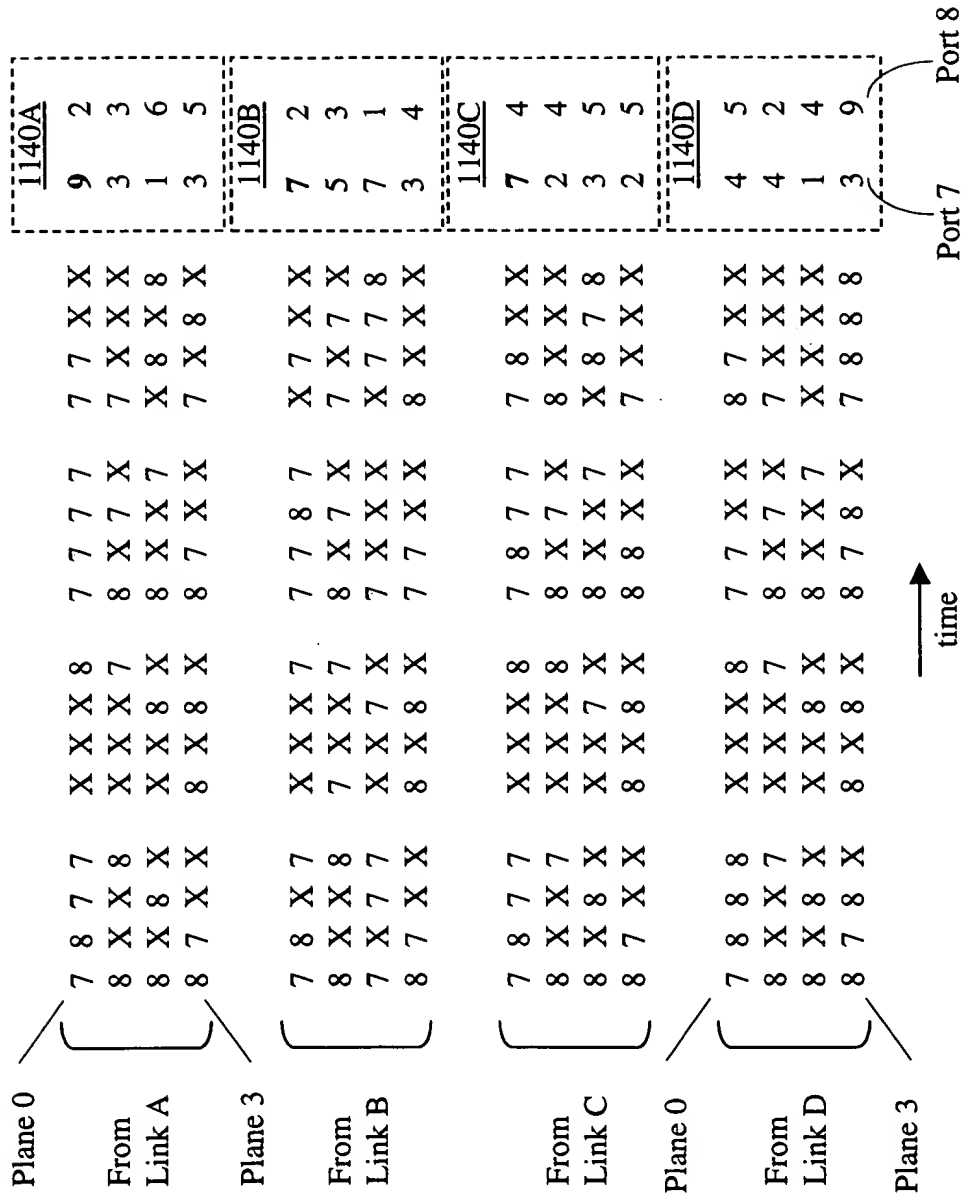 1140A
Plane 0 7 8 7 7 X X X 8 7 7 7 7 7 7 X X 9 2
From 8 X X 8 X X X 7 8 X 7 X 7 X X X 3 3
Link A 8 X 8 X X X 8 X 8 X X 7 X 8 X 8 1 6
Plane 3 8 7 X X 8 X 8 X 8 7 X X 7 X 8 X 3 5
1140B
7 8 X 7 X X X 7 7 7 8 7 X 7 X X 7 2
From 8 X X 8 7 X X 7 8 X 7 X 7 X 7 X 5 3
Link B 7 X 7 7 X X 7 X 7 X X X X 7 7 8 7 1
8 7 X X 8 X 8 X 7 7 X X 8 X X X 3 4
1140C
7 8 7 7 X X X 8 7 8 7 7 7 8 X X 7 4
From 8 X X 7 X X X 8 8 X 7 X 8 X X X 2 4
Link C 8 X 8 X X X 7 X 8 X X 7 X 8 7 8 3 5
8 7 X X 8 X 8 X 8 8 X X 7 X X X 2 5
1140D
Plane 0 7 8 8 8 X X X 8 7 7 X X 8 7 X X 4 5
From 8 X X 7 X X X 7 8 X 7 X 7 X X X 4 2
Link D 8 X 8 X X X 8 X 8 X X 7 X X X X 1 4
Plane 3 8 7 8 X 8 X 8 X 8 7 8 X 7 8 8 8 3 9
time
Port 7 Port 8